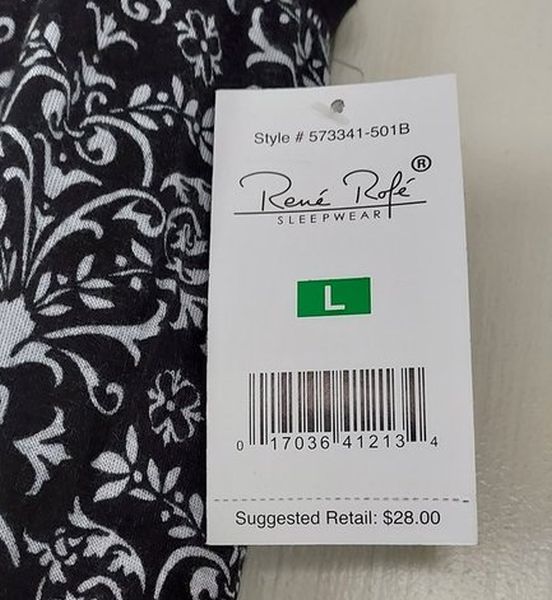 Style # 573341-501B
René Rofé®
SLEEPWEAR
L
0 17036 41213 4
Suggested Retail: $28.00